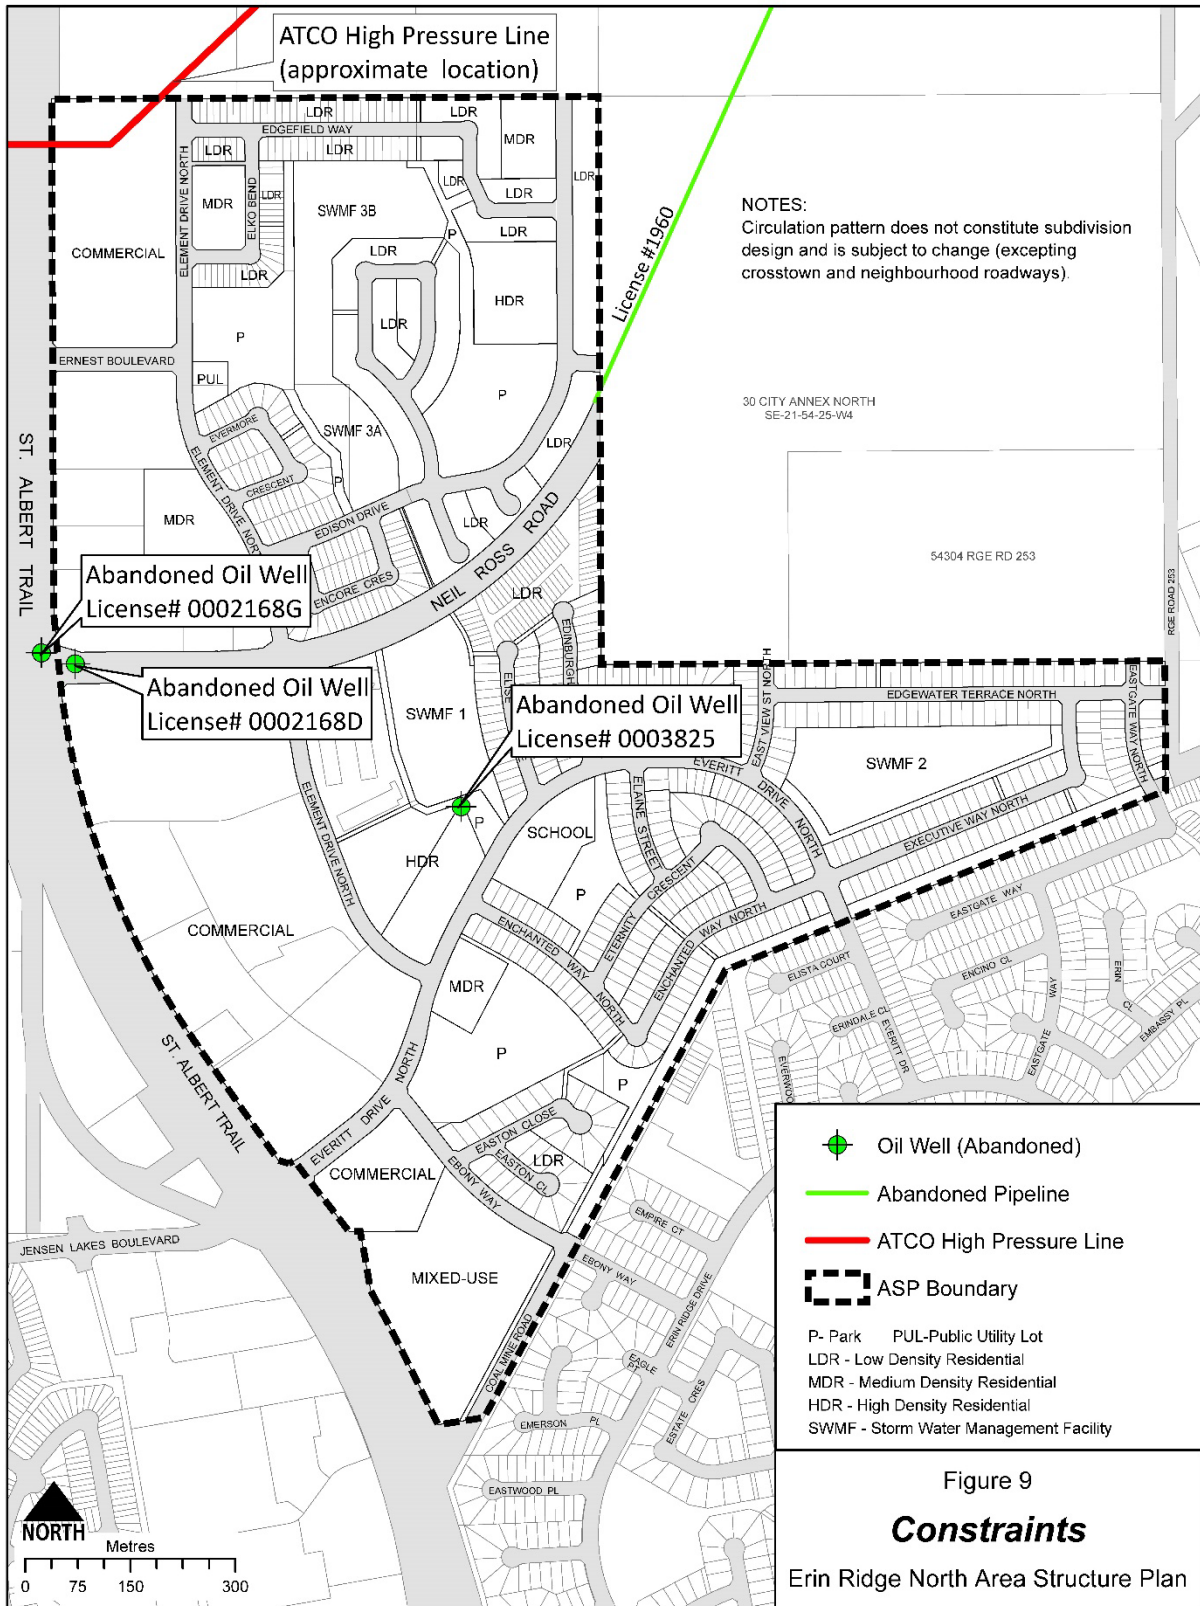 ATCO High Pressure Line
(approximate location)
LDR
LDR
EDGEFIELD WAY
MDR
LDR
LDR
LDR
ELEMENT DRIVE NORTH
MDR
ELKO BEND
LDR
SWMF 3B
LDR
LDR
P
LDR
LDR
COMMERCIAL
LDR
HDR
LDR
P
ERNEST BOULEVARD
PUL
P
License #1960
NOTES:
Circulation pattern does not constitute subdivision
design and is subject to change (excepting
crosstown and neighbourhood roadways).
30 CITY ANNEX NORTH
SE-21-54-25-W4
54304 RGE RD 253
RGE ROAD 253
EVERMORE
CRESCENT
SWMF 3A
P
LDR
ST. ALBERT TRAIL
MDR
ELEMENT DRIVE NORT
EDISON DRIVE
LDR
NEIL ROSS ROAD
ENCORE CRES
LDR
Abandoned Oil Well
License# 0002168G
Abandoned Oil Well
License# 0002168D
Abandoned Oil Well
License# 0003825
SWMF 1
ELISE
EDINBURGH
EAST VIEW ST NORTH
EDGEWATER TERRACE NORTH
EASTGATE WAY NORTH
SWMF 2
EVERITT DRIVE NORTH
EXECUTIVE WAY NORTH
ELEMENT DRIVE NORTH
P
HDR
SCHOOL
P
ELAINE STREET
ETERNITY CRESCENT
ENCHANTED WAY NORTH
ENCHANTED WAY NORTH
COMMERCIAL
MDR
P
P
EASTGATE WAY
ELISTA COURT
ENCINO CL
ERIN CL
EMBASSY PL
ERINDALE CL
EVERITT DR
EASTGATE WAY
EVERWOO
ST. ALBERT TRAIL
EVERITT DRIVE NORTH
COMMERCIAL
EASTON CLOSE
EASTON CL
LDR
EBONY WAY
MIXED-USE
COAL MINE ROAD
JENSEN LAKES BOULEVARD
EMPIRE CT
EBONY WAY
ERIN RIDGE DRIVE
EAGLE PT
ESTATE CRES
EMERSON PL
EASTWOOD PL
Oil Well (Abandoned)
Abandoned Pipeline
ATCO High Pressure Line
ASP Boundary
P- Park PUL-Public Utility Lot
LDR - Low Density Residential
MDR - Medium Density Residential
HDR - High Density Residential
SWMF - Storm Water Management Facility
NORTH
Metres
0 75 150 300
Figure 9
Constraints
Erin Ridge North Area Structure Plan